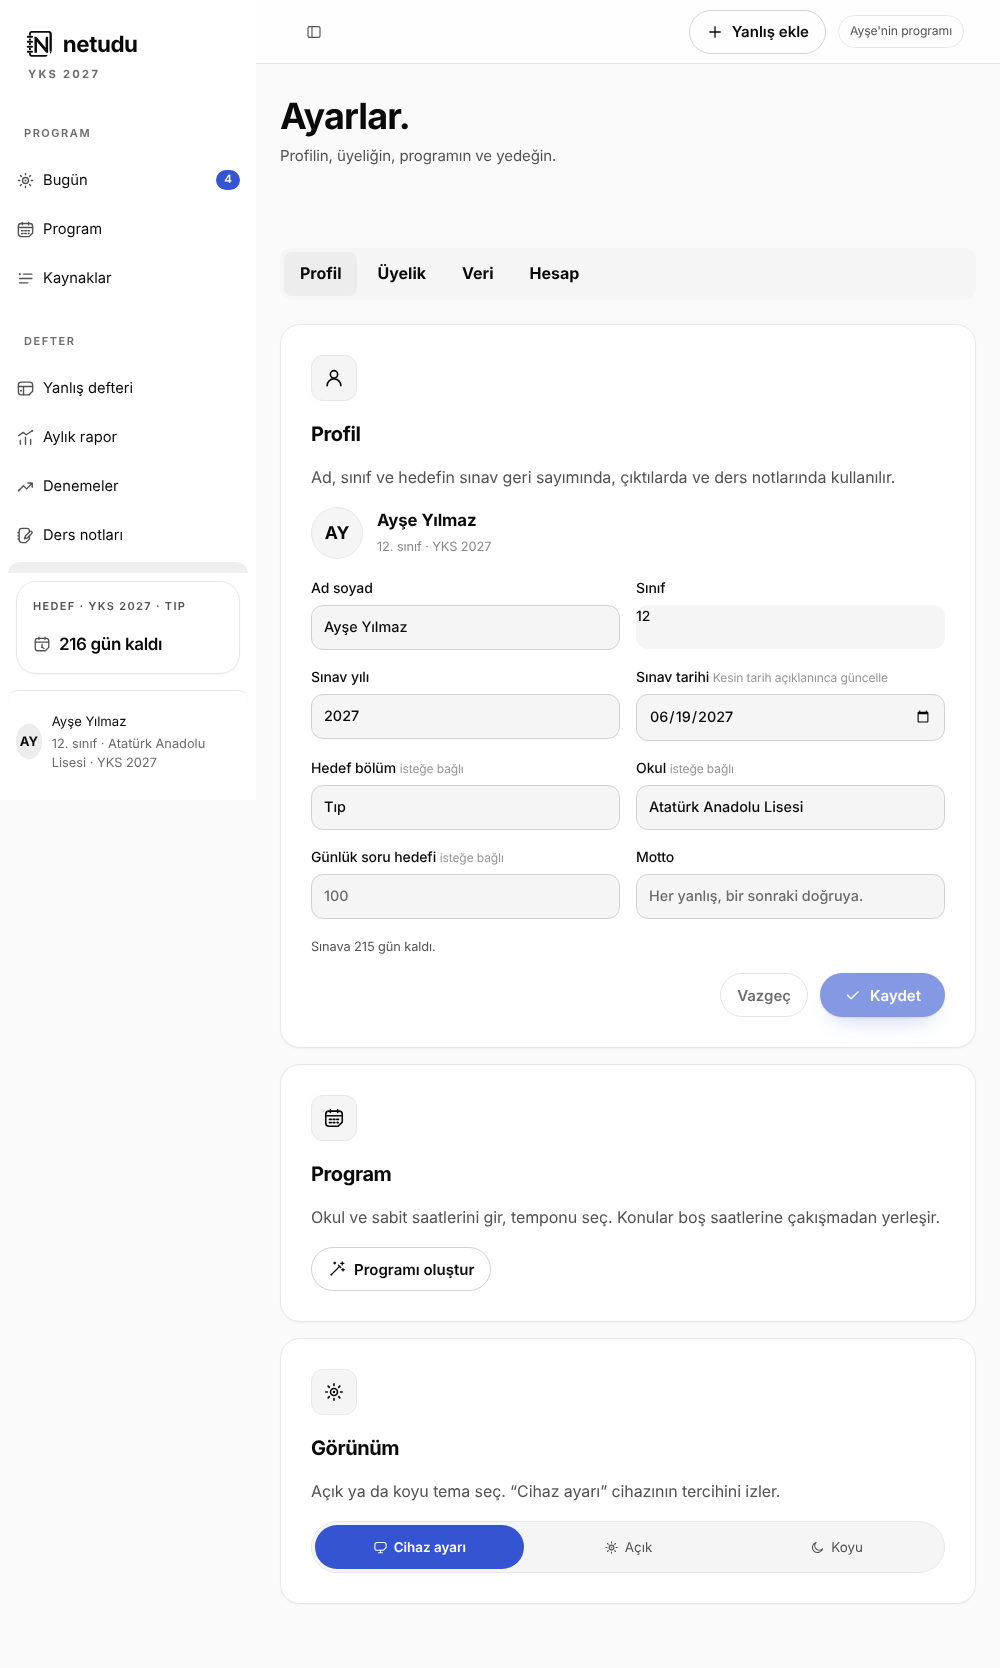 netudu
YKS 2027
PROGRAM
Bugün
4
Program
Kaynaklar
DEFTER
Yanlış defteri
Aylık rapor
Denemeler
Ders notları
HEDEF · YKS 2027 · TIP
216 gün kaldı
AY
Ayşe Yılmaz
12. sınıf · Atatürk Anadolu
Lisesi · YKS 2027
Yanlış ekle
Ayşe'nin programı
Ayarlar.
Profilin, üyeliğin, programın ve yedeğin.
Profil
Üyelik
Veri
Hesap
Profil
Ad, sınıf ve hedefin sınav geri sayımında, çıktılarda ve ders notlarında kullanılır.
AY
Ayşe Yılmaz
12. sınıf · YKS 2027
Ad soyad
Ayşe Yılmaz
Sınıf
12
Sınav yılı
2027
Sınav tarihi Kesin tarih açıklanınca güncelle
06/19/2027
Hedef bölüm isteğe bağlı
Tıp
Okul isteğe bağlı
Atatürk Anadolu Lisesi
Günlük soru hedefi isteğe bağlı
100
Motto
Her yanlış, bir sonraki doğruya.
Sınava 215 gün kaldı.
Vazgeç
Kaydet
Program
Okul ve sabit saatlerini gir, temponu seç. Konular boş saatlerine çakışmadan yerleşir.
Programı oluştur
Görünüm
Açık ya da koyu tema seç. “Cihaz ayarı” cihazının tercihini izler.
Cihaz ayarı
Açık
Koyu